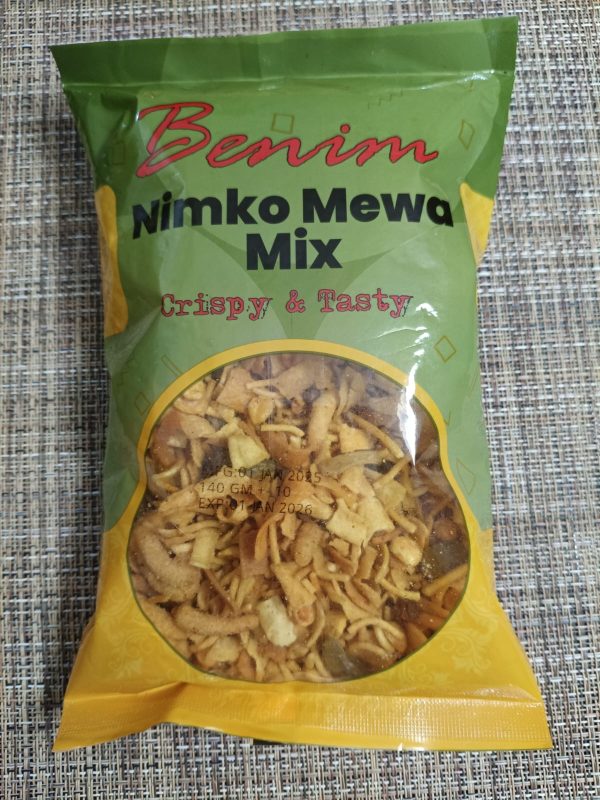 Benim
Nimko Mewa
Mix
Crispy & Tasty
MFG:01 JAN 2025
140 GM +-10
EXP:01 JAN 2026